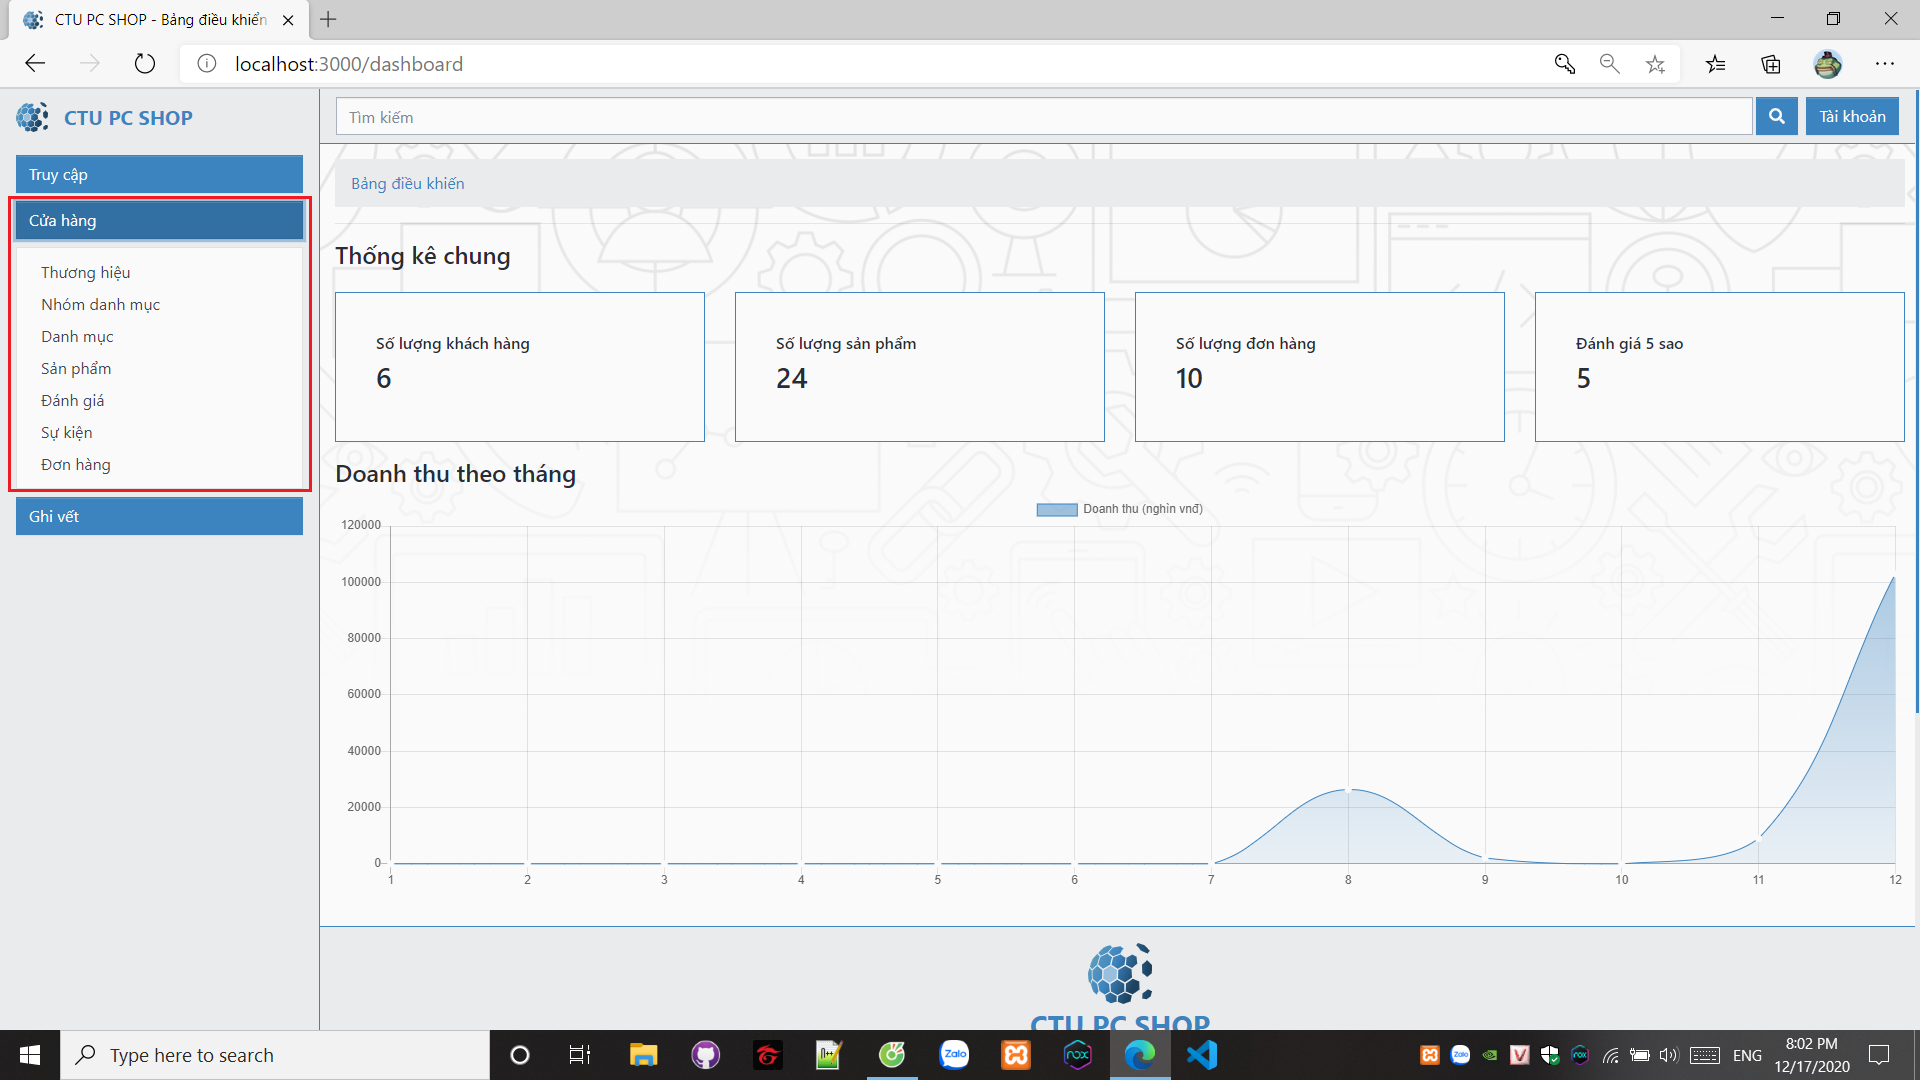 CTU PC SHOP - Bảng điều khiển
localhost:3000/dashboard
CTU PC SHOP
Tìm kiếm
Tài khoản
Truy cập
Cửa hàng
Thương hiệu
Nhóm danh mục
Danh mục
Sản phẩm
Đánh giá
Sự kiện
Đơn hàng
Ghi vết
Bảng điều khiến
Thống kê chung
Số lượng khách hàng
6
Số lượng sản phẩm
24
Số lượng đơn hàng
10
Đánh giá 5 sao
5
Doanh thu theo tháng
Doanh thu (nghìn vnđ)
120000
100000
80000
60000
40000
20000
0
1 2 3 4 5 6 7 8 9 10 11 12
CTU PC SHOP
Type here to search
Zalo
nox
ENG
8:02 PM
12/17/2020